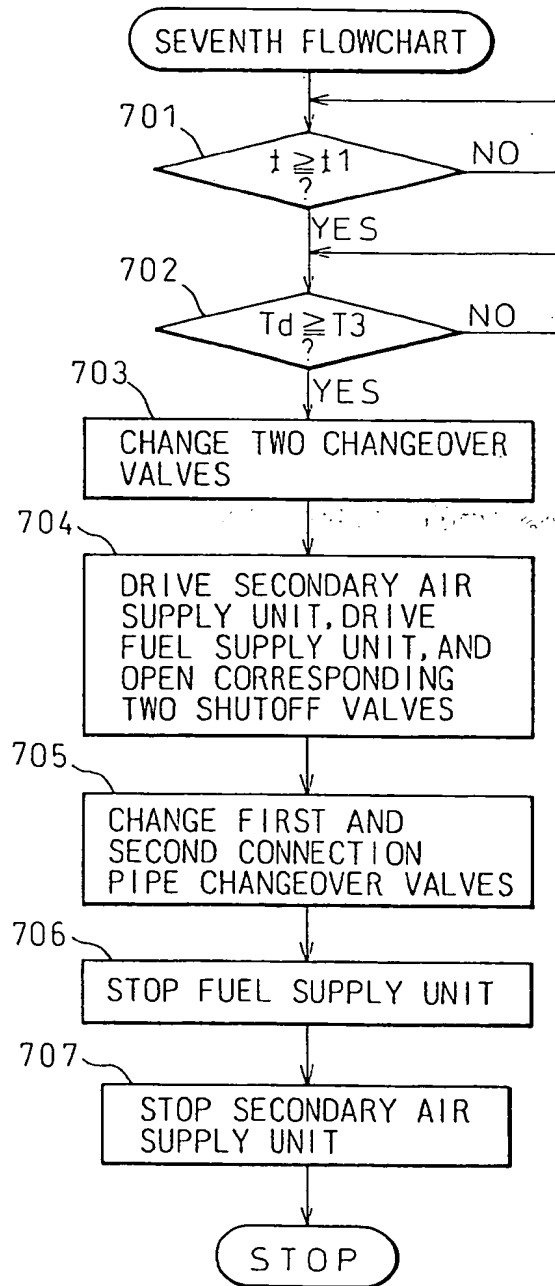 SEVENTH FLOWCHART
701
t ≧ t1
?
NO
YES
702
Td ≧ T3
?
NO
YES
703
CHANGE TWO CHANGEOVER
VALVES
704
DRIVE SECONDARY AIR
SUPPLY UNIT, DRIVE
FUEL SUPPLY UNIT, AND
OPEN CORRESPONDING
TWO SHUTOFF VALVES
705
CHANGE FIRST AND
SECOND CONNECTION
PIPE CHANGEOVER VALVES
706
STOP FUEL SUPPLY UNIT
707
STOP SECONDARY AIR
SUPPLY UNIT
STOP